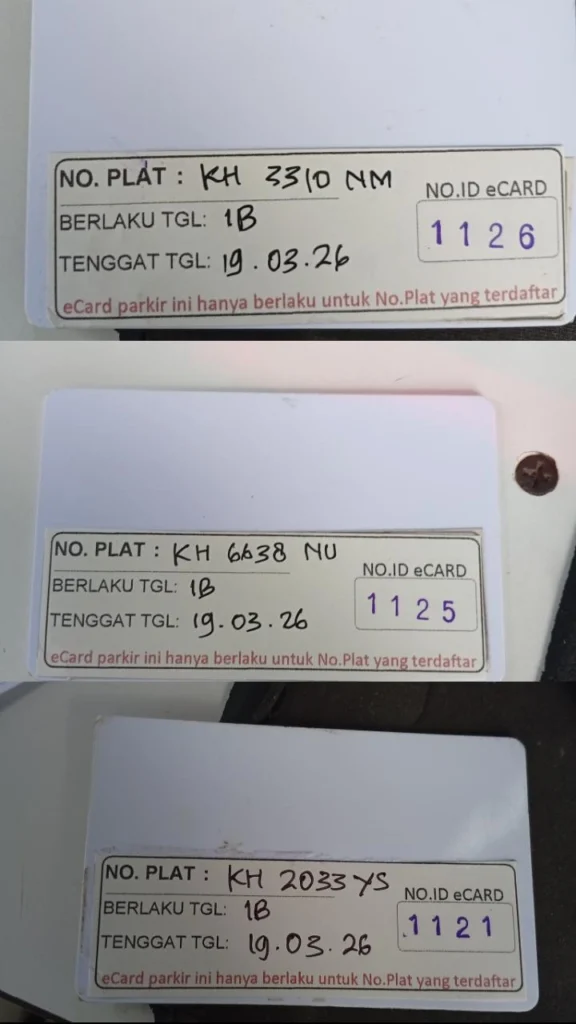 NO. PLAT : KH 3310 NM
NO.ID eCARD
BERLAKU TGL: 1B
1126
TENGGAT TGL: 19.03.26
eCard parkir ini hanya berlaku untuk No.Plat yang terdaftar
NO. PLAT : KH 6638 NU
NO.ID eCARD
BERLAKU TGL: 1B
1125
TENGGAT TGL: 19.03.26
eCard parkir ini hanya berlaku untuk No.Plat yang terdaftar
NO. PLAT : KH 2033 YS
NO.ID eCARD
BERLAKU TGL: 1B
1121
TENGGAT TGL: 19.03.26
eCard parkir ini hanya berlaku untuk No.Plat yang terdaftar